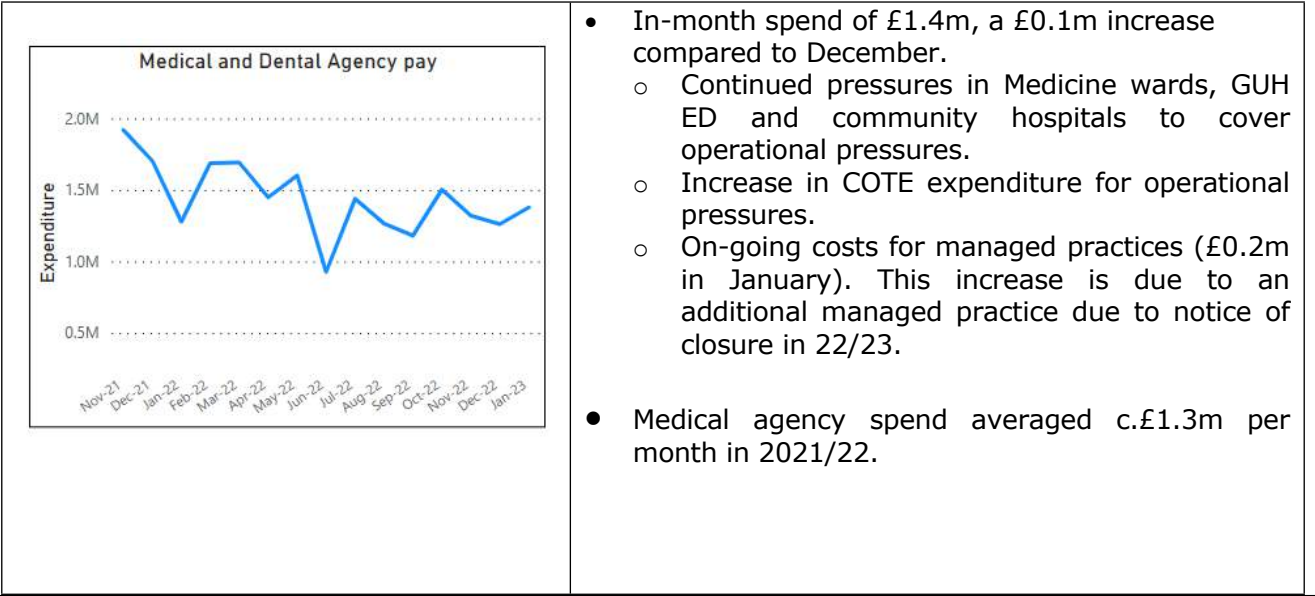 Medical and Dental Agency pay
2.0M
1.5M
1.0M
0.5M
Expenditure
Nov-21
Dec-21
Jan-22
Feb-22
Mar-22
Apr-22
May-22
Jun-22
Jul-22
Aug-22
Sep-22
Oct-22
Nov-22
Dec-22
Jan-23
• In-month spend of £1.4m, a £0.1m increase
compared to December.
o Continued pressures in Medicine wards, GUH
ED and community hospitals to cover
operational pressures.
o Increase in COTE expenditure for operational
pressures.
o On-going costs for managed practices (£0.2m
in January). This increase is due to an
additional managed practice due to notice of
closure in 22/23.
• Medical agency spend averaged c.£1.3m per
month in 2021/22.